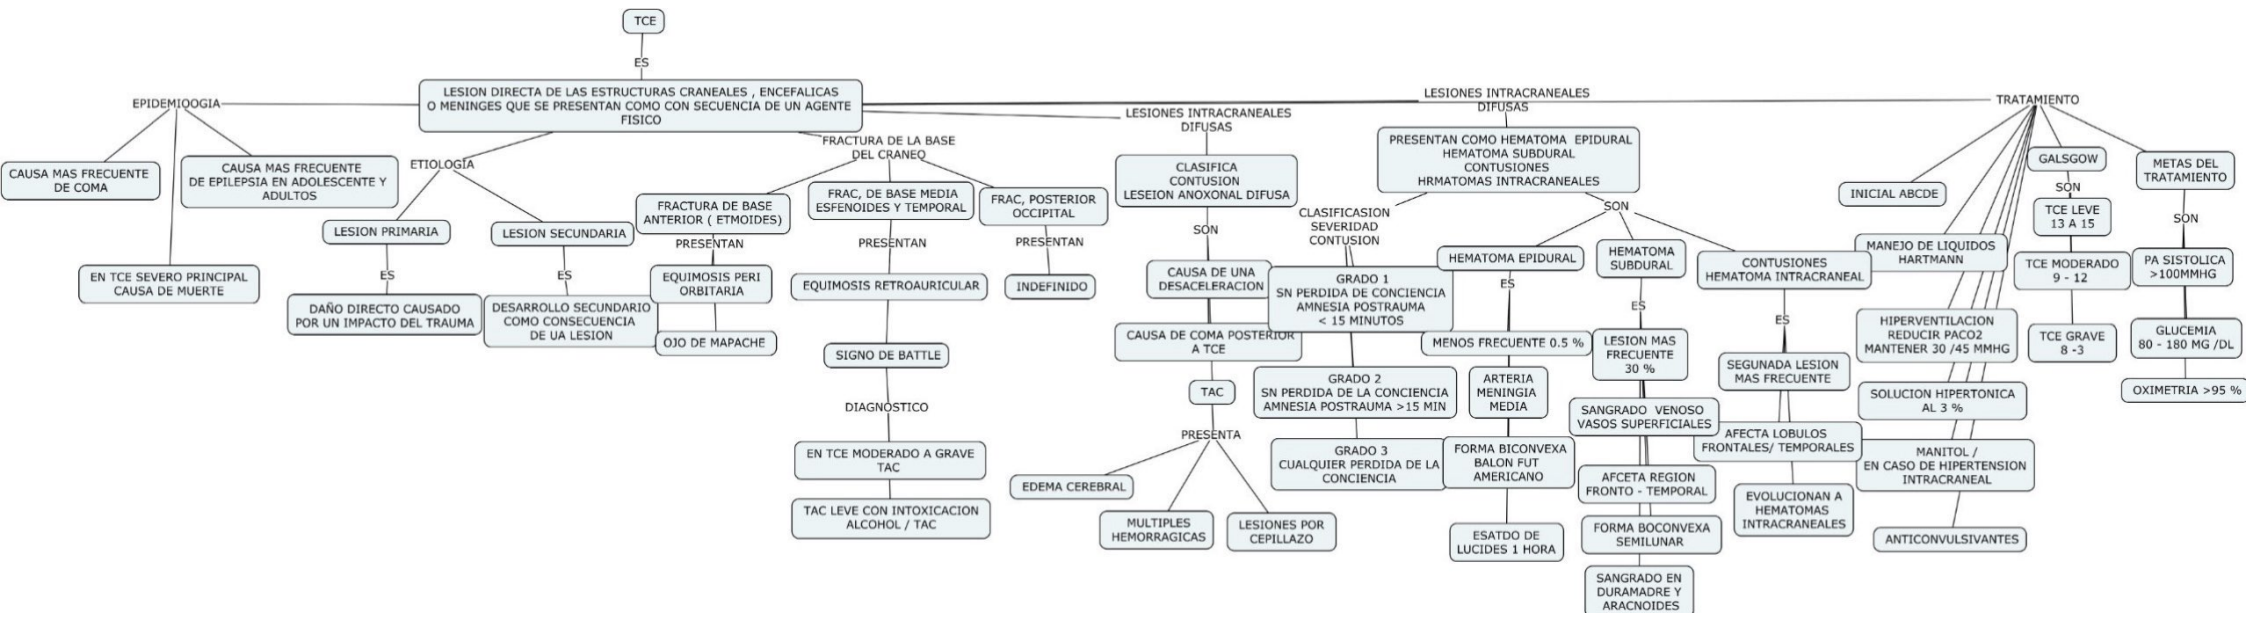 TCE
ES
LESION DIRECTA DE LAS ESTRUCTURAS CRANEALES , ENCEFALICAS
O MENINGES QUE SE PRESENTAN COMO CON SECUENCIA DE UN AGENTE
FISICO
EPIDEMIOOGIA
CAUSA MAS FRECUENTE
DE COMA
CAUSA MAS FRECUENTE
DE EPILEPSIA EN ADOLESCENTE Y
ADULTOS
EN TCE SEVERO PRINCIPAL
CAUSA DE MUERTE
ETIOLOGIA
LESION PRIMARIA
ES
DAÑO DIRECTO CAUSADO
POR UN IMPACTO DEL TRAUMA
LESION SECUNDARIA
ES
DESARROLLO SECUNDARIO
COMO CONSECUENCIA
DE UA LESION
FRACTURA DE LA BASE
DEL CRANEO
FRACTURA DE BASE
ANTERIOR ( ETMOIDES)
PRESENTAN
EQUIMOSIS PERI
ORBITARIA
OJO DE MAPACHE
FRAC, DE BASE MEDIA
ESFENOIDES Y TEMPORAL
PRESENTAN
EQUIMOSIS RETROAURICULAR
SIGNO DE BATTLE
DIAGNOSTICO
EN TCE MODERADO A GRAVE
TAC
TAC LEVE CON INTOXICACION
ALCOHOL / TAC
FRAC, POSTERIOR
OCCIPITAL
PRESENTAN
INDEFINIDO
LESIONES INTRACRANEALES
DIFUSAS
CLASIFICA
CONTUSION
LESEION ANOXONAL DIFUSA
SON
CAUSA DE UNA
DESACELERACION
CAUSA DE COMA POSTERIOR
A TCE
TAC
PRESENTA
EDEMA CEREBRAL
MULTIPLES
HEMORRAGICAS
LESIONES POR
CEPILLAZO
LESIONES INTRACRANEALES
DIFUSAS
PRESENTAN COMO HEMATOMA EPIDURAL
HEMATOMA SUBDURAL
CONTUSIONES
HRMATOMAS INTRACRANEALES
CLASIFICASION
SEVERIDAD
CONTUSION
GRADO 1
SN PERDIDA DE CONCIENCIA
AMNESIA POSTRAUMA
< 15 MINUTOS
GRADO 2
SN PERDIDA DE LA CONCIENCIA
AMNESIA POSTRAUMA >15 MIN
GRADO 3
CUALQUIER PERDIDA DE LA
CONCIENCIA
SON
HEMATOMA EPIDURAL
ES
MENOS FRECUENTE 0.5 %
ARTERIA
MENINGIA
MEDIA
FORMA BICONVEXA
BALON FUT
AMERICANO
ESATDO DE
LUCIDES 1 HORA
HEMATOMA
SUBDURAL
ES
LESION MAS
FRECUENTE
30 %
SANGRADO VENOSO
VASOS SUPERFICIALES
AFCETA REGION
FRONTO - TEMPORAL
FORMA BOCONVEXA
SEMILUNAR
SANGRADO EN
DURAMADRE Y
ARACNOIDES
CONTUSIONES
HEMATOMA INTRACRANEAL
ES
SEGUNADA LESION
MAS FRECUENTE
AFECTA LOBULOS
FRONTALES/ TEMPORALES
EVOLUCIONAN A
HEMATOMAS
INTRACRANEALES
TRATAMIENTO
INICIAL ABCDE
MANEJO DE LIQUIDOS
HARTMANN
HIPERVENTILACION
REDUCIR PACO2
MANTENER 30 /45 MMHG
SOLUCION HIPERTONICA
AL 3 %
MANITOL /
EN CASO DE HIPERTENSION
INTRACRANEAL
ANTICONVULSIVANTES
GALSGOW
SON
TCE LEVE
13 A 15
TCE MODERADO
9 - 12
TCE GRAVE
8 -3
METAS DEL
TRATAMIENTO
SON
PA SISTOLICA
>100MMHG
GLUCEMIA
80 - 180 MG /DL
OXIMETRIA >95 %